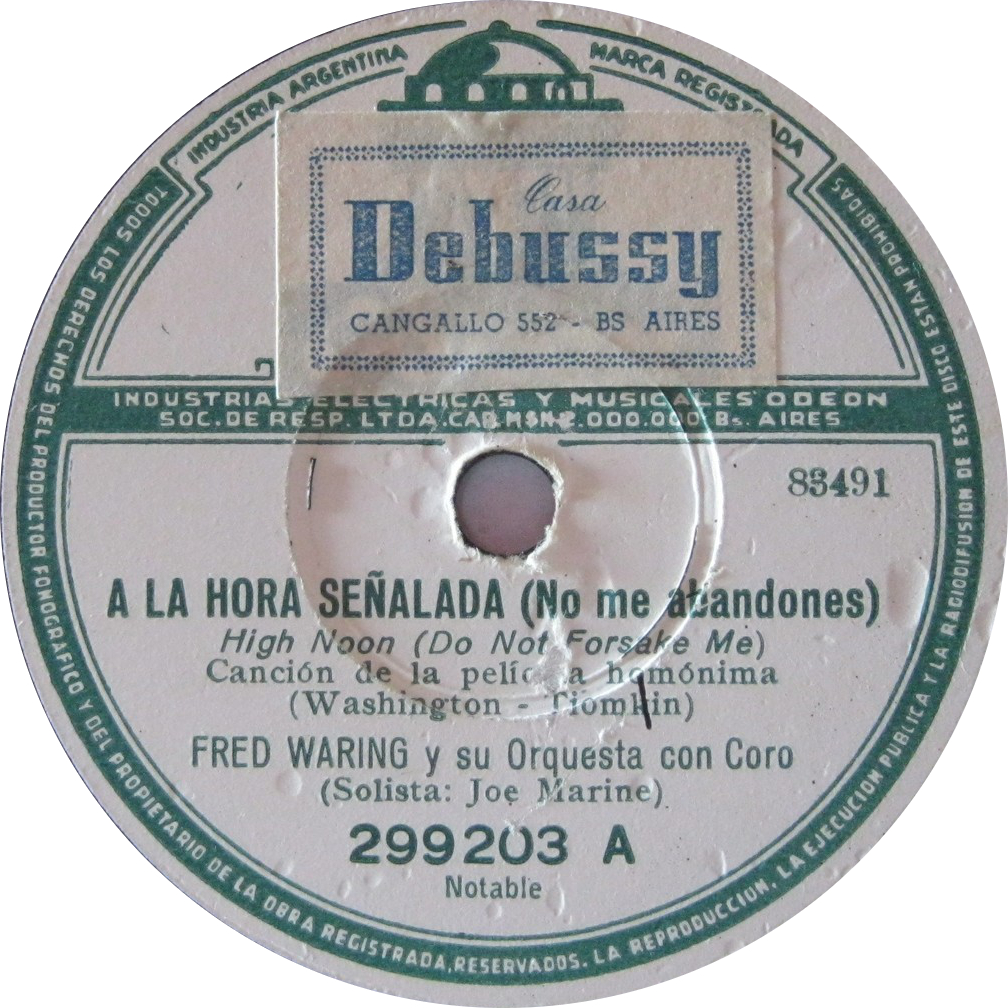 INDUSTRIA ARGENTINA
MARCA REGISTRADA
Casa
Debussy
CANGALLO 552 - BS AIRES
INDUSTRIAS ELECTRICAS Y MUSICALES ODEON
SOC. DE RESP. LTDA. CAP. M$N 2.000.000 Bs. AIRES
83491
A LA HORA SEÑALADA (No me abandones)
High Noon (Do Not Forsake Me)
Canción de la película homónima
(Washington - Tiomkin)
FRED WARING y su Orquesta con Coro
(Solista: Joe Marine)
299203 A
Notable
TODOS LOS DERECHOS DEL PRODUCTOR FONOGRAFICO Y DEL PROPIETARIO DE LA OBRA REGISTRADA, RESERVADOS. LA REPRODUCCION, LA EJECUCION PUBLICA Y LA RADIODIFUSION DE ESTE DISCO ESTAN PROHIBIDAS